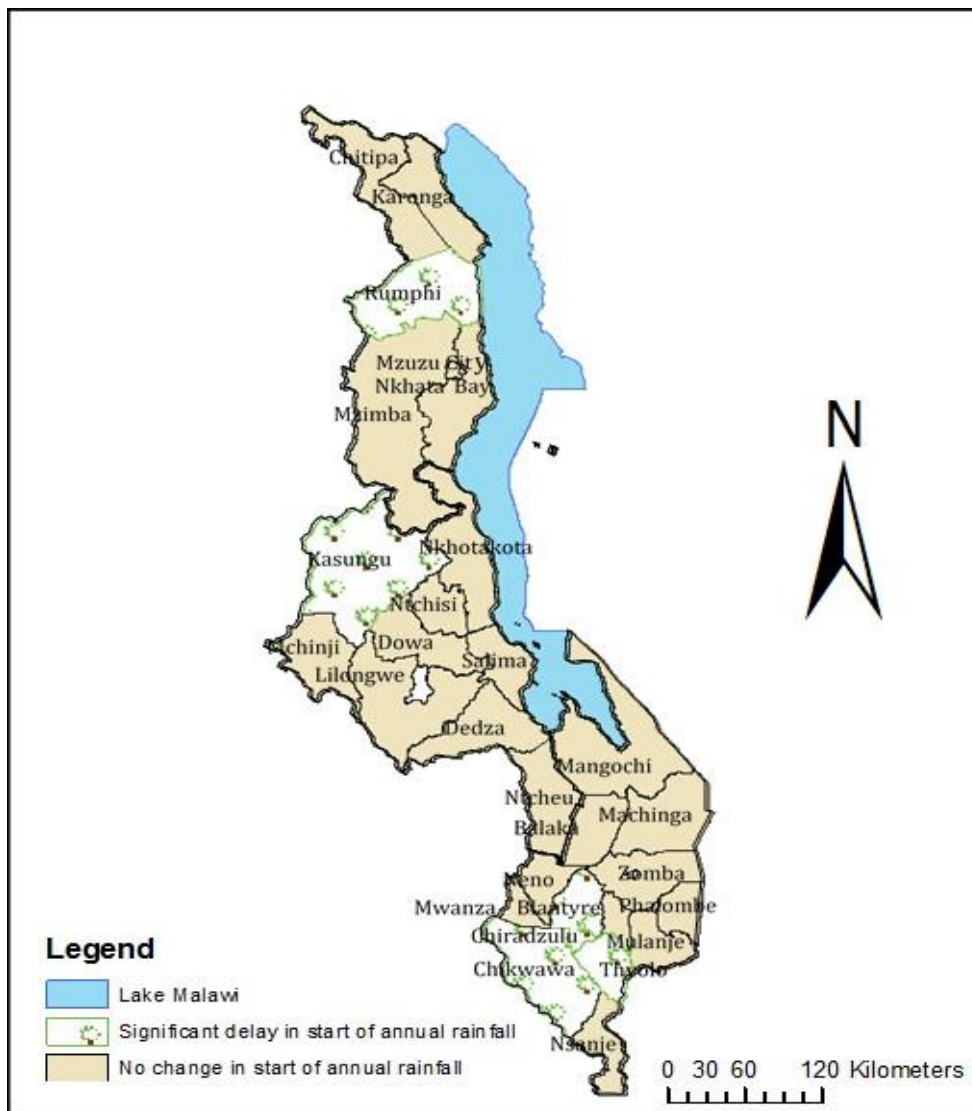 Chitipa
Karonga
Rumphi
Mzuzu City
Nkhata Bay
Mzimba
N
Nkhotakota
Kasungu
Ntchisi
Dowa
Mchinji
Salima
Lilongwe
Dedza
Mangochi
Ntcheu
Machinga
Balaka
Zomba
Neno
Mwanza
Blantyre
Phalombe
Chiradzulu
Mulanje
Chikwawa
Thyolo
Nsanje
Legend
Lake Malawi
Significant delay in start of annual rainfall
No change in start of annual rainfall
0 30 60 120 Kilometers